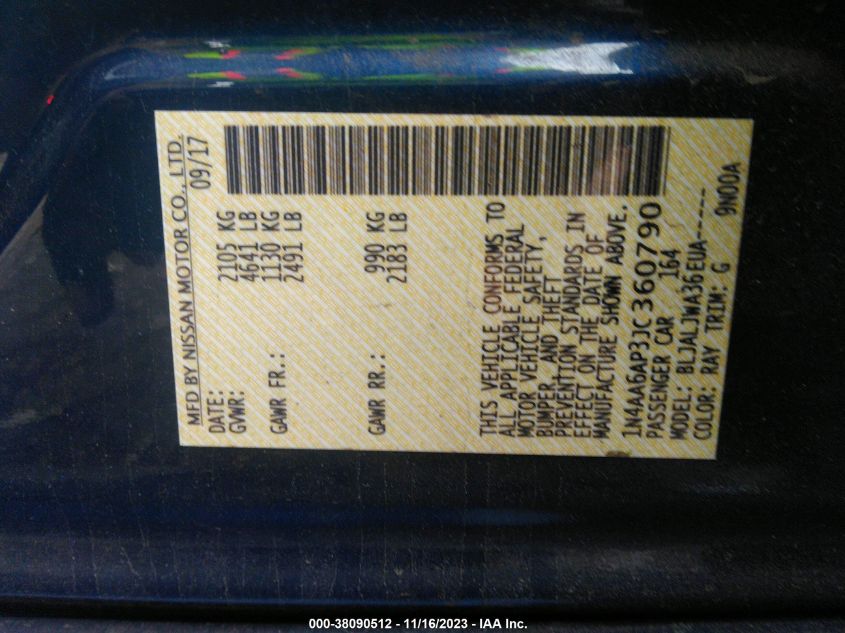 MFD BY NISSAN MOTOR CO., LTD.
DATE: 09/17
GVWR: 2105 KG
4641 LB
GAWR FR.: 1130 KG
2491 LB
GAWR RR.: 990 KG
2183 LB
THIS VEHICLE CONFORMS TO
ALL APPLICABLE FEDERAL
MOTOR VEHICLE SAFETY,
BUMPER, AND THEFT
PREVENTION STANDARDS IN
EFFECT ON THE DATE OF
MANUFACTURE SHOWN ABOVE.
1N4AA6AP3JC360790
PASSENGER CAR 164
MODEL: BLJALJWA36EUA-----
COLOR: RAY TRIM: G 9N00A
000-38090512 - 11/16/2023 - IAA Inc.